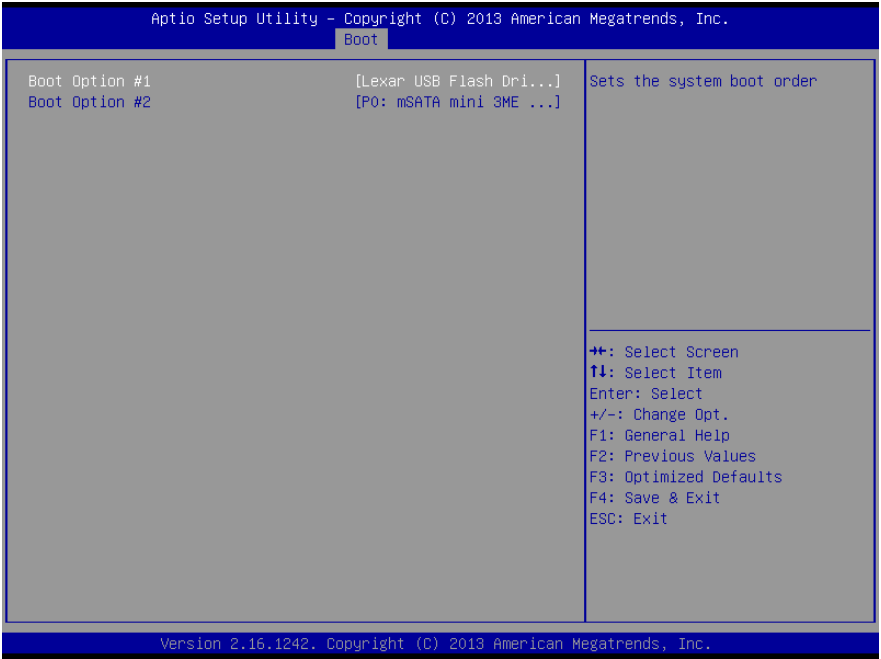 Aptio Setup Utility – Copyright (C) 2013 American Megatrends, Inc.
Boot
Boot Option #1 [Lexar USB Flash Dri...]
Boot Option #2 [P0: mSATA mini 3ME ...]
Sets the system boot order
→←: Select Screen
↑↓: Select Item
Enter: Select
+/-: Change Opt.
F1: General Help
F2: Previous Values
F3: Optimized Defaults
F4: Save & Exit
ESC: Exit
Version 2.16.1242. Copyright (C) 2013 American Megatrends, Inc.